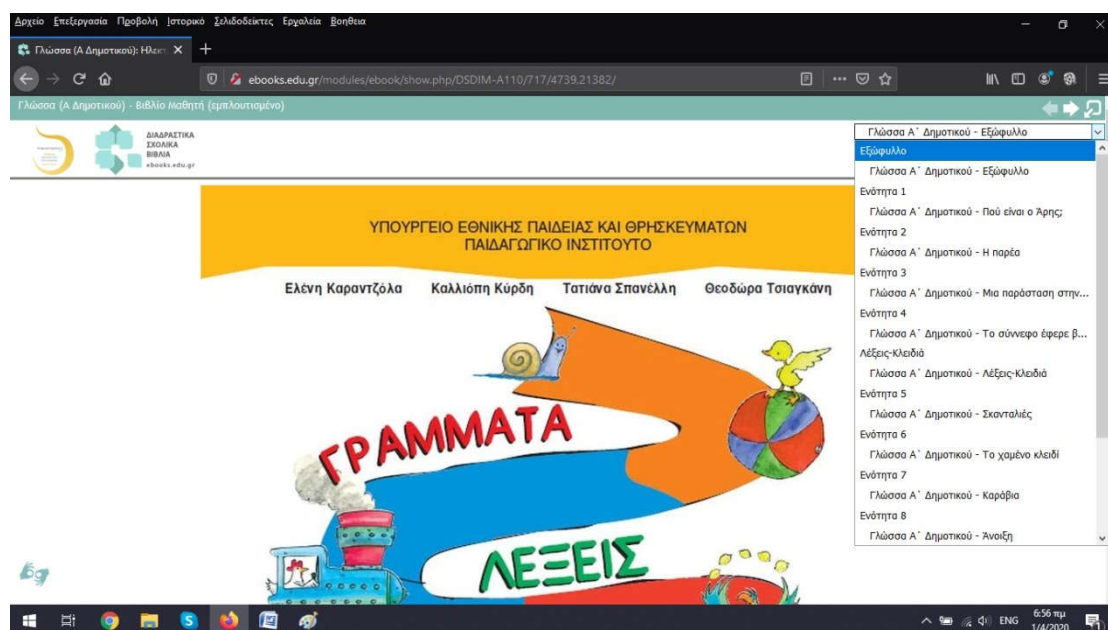 Αρχείο Επεξεργασία Προβολή Ιστορικό Σελιδοδείκτες Εργαλεία Βοήθεια
Γλώσσα (Α Δημοτικού): Ηλεκτ
ebooks.edu.gr/modules/ebook/show.php/DSDIM-A110/717/4739.21382/
Γλώσσα (Α Δημοτικού) - Βιβλίο Μαθητή (εμπλουτισμένο)
ΔΙΑΔΡΑΣΤΙΚΑ
ΣΧΟΛΙΚΑ
ΒΙΒΛΙΑ
ebooks.edu.gr
Γλώσσα Α΄ Δημοτικού - Εξώφυλλο
Εξώφυλλο
Γλώσσα Α΄ Δημοτικού - Εξώφυλλο
Ενότητα 1
Γλώσσα Α΄ Δημοτικού - Πού είναι ο Άρης;
Ενότητα 2
Γλώσσα Α΄ Δημοτικού - Η παρέα
Ενότητα 3
Γλώσσα Α΄ Δημοτικού - Μια παράσταση στην...
Ενότητα 4
Γλώσσα Α΄ Δημοτικού - Το σύννεφο έφερε β...
Λέξεις-Κλειδιά
Γλώσσα Α΄ Δημοτικού - Λέξεις-Κλειδιά
Ενότητα 5
Γλώσσα Α΄ Δημοτικού - Σκανταλιές
Ενότητα 6
Γλώσσα Α΄ Δημοτικού - Το χαμένο κλειδί
Ενότητα 7
Γλώσσα Α΄ Δημοτικού - Καράβια
Ενότητα 8
Γλώσσα Α΄ Δημοτικού - Άνοιξη
ΥΠΟΥΡΓΕΙΟ ΕΘΝΙΚΗΣ ΠΑΙΔΕΙΑΣ ΚΑΙ ΘΡΗΣΚΕΥΜΑΤΩΝ
ΠΑΙΔΑΓΩΓΙΚΟ ΙΝΣΤΙΤΟΥΤΟ
Ελένη Καραντζόλα Καλλιόπη Κύρδη Τατιάνα Σπανέλλη Θεοδώρα Τσιαγκάνη
ΓΡΑΜΜΑΤΑ
ΛΕΞΕΙΣ
ENG
6:56 πμ
1/4/2020